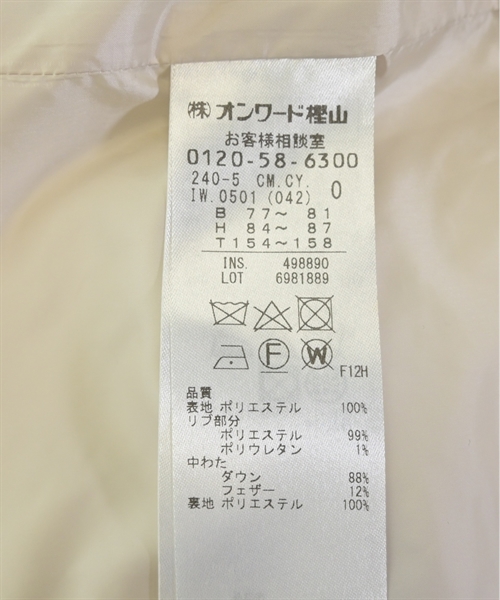 (株)オンワード樫山
お客様相談室
0120-58-6300
240-5 CM.CY.
IW.0501 (042) 0
B 77～ 81
H 84～ 87
T 154～158
INS. 498890
LOT 6981889
F W
F12H
品質
表地 ポリエステル 100%
リブ部分
ポリエステル 99%
ポリウレタン 1%
中わた
ダウン 88%
フェザー 12%
裏地 ポリエステル 100%